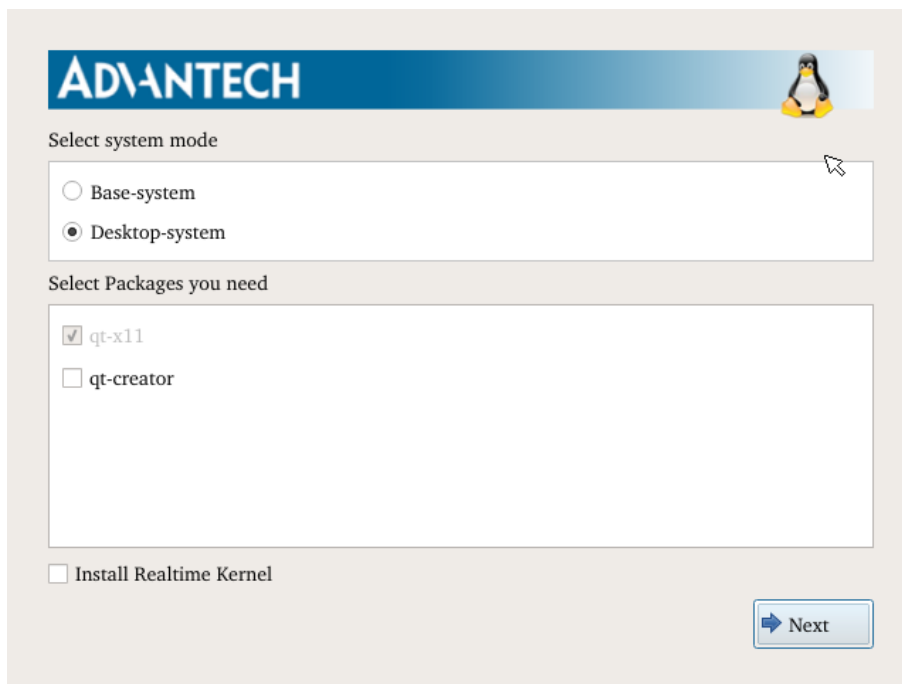 ADVANTECH
Select system mode
Base-system
Desktop-system
Select Packages you need
qt-x11
qt-creator
Install Realtime Kernel
Next